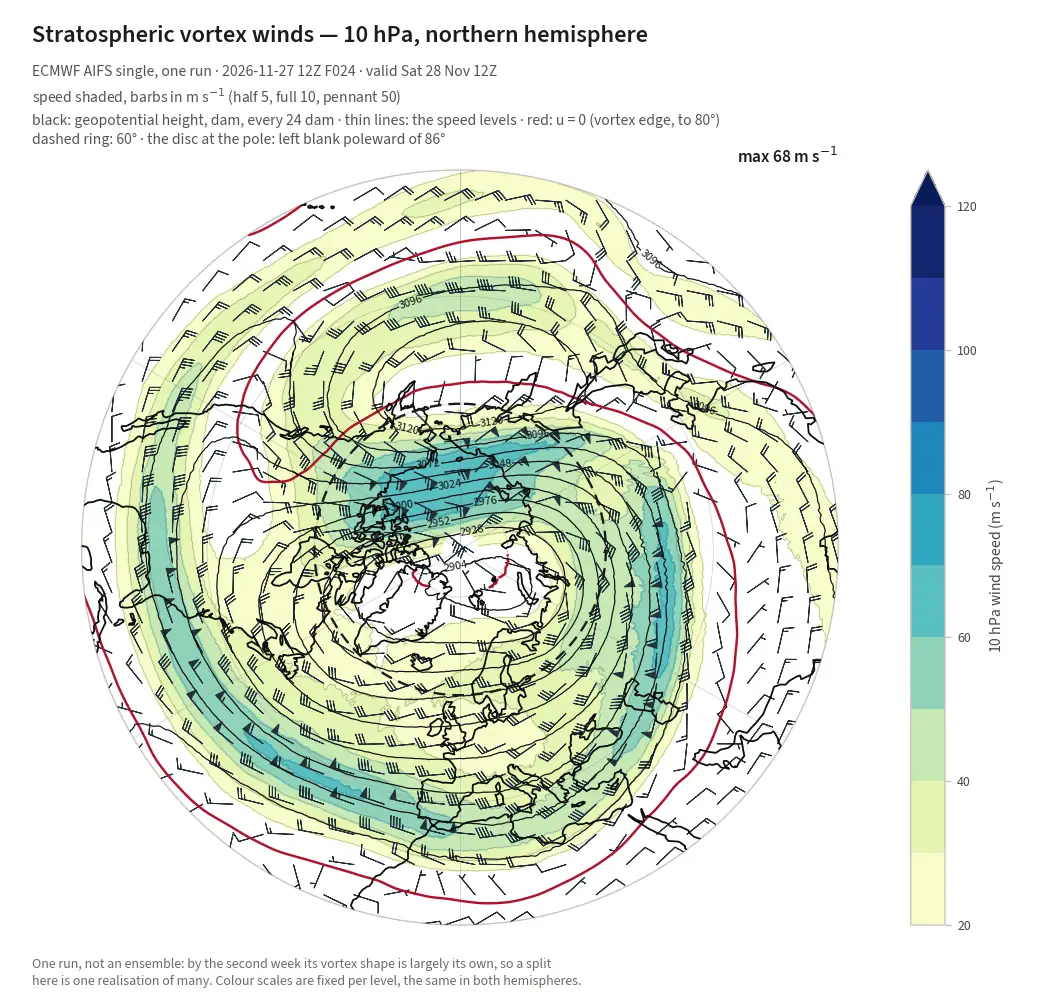 Stratospheric vortex winds — 10 hPa, northern hemisphere
ECMWF AIFS single, one run · 2026-11-27 12Z F024 · valid Sat 28 Nov 12Z
speed shaded, barbs in m s⁻¹ (half 5, full 10, pennant 50)
black: geopotential height, dam, every 24 dam · thin lines: the speed levels · red: u = 0 (vortex edge, to 80°)
dashed ring: 60° · the disc at the pole: left blank poleward of 86°
max 68 m s⁻¹
120
100
80
60
40
20
10 hPa wind speed (m s⁻¹)
3096
3096
3096
3120
3120
3096
3048
3024
2976
2952
2928
2904
One run, not an ensemble: by the second week its vortex shape is largely its own, so a split
here is one realisation of many. Colour scales are fixed per level, the same in both hemispheres.